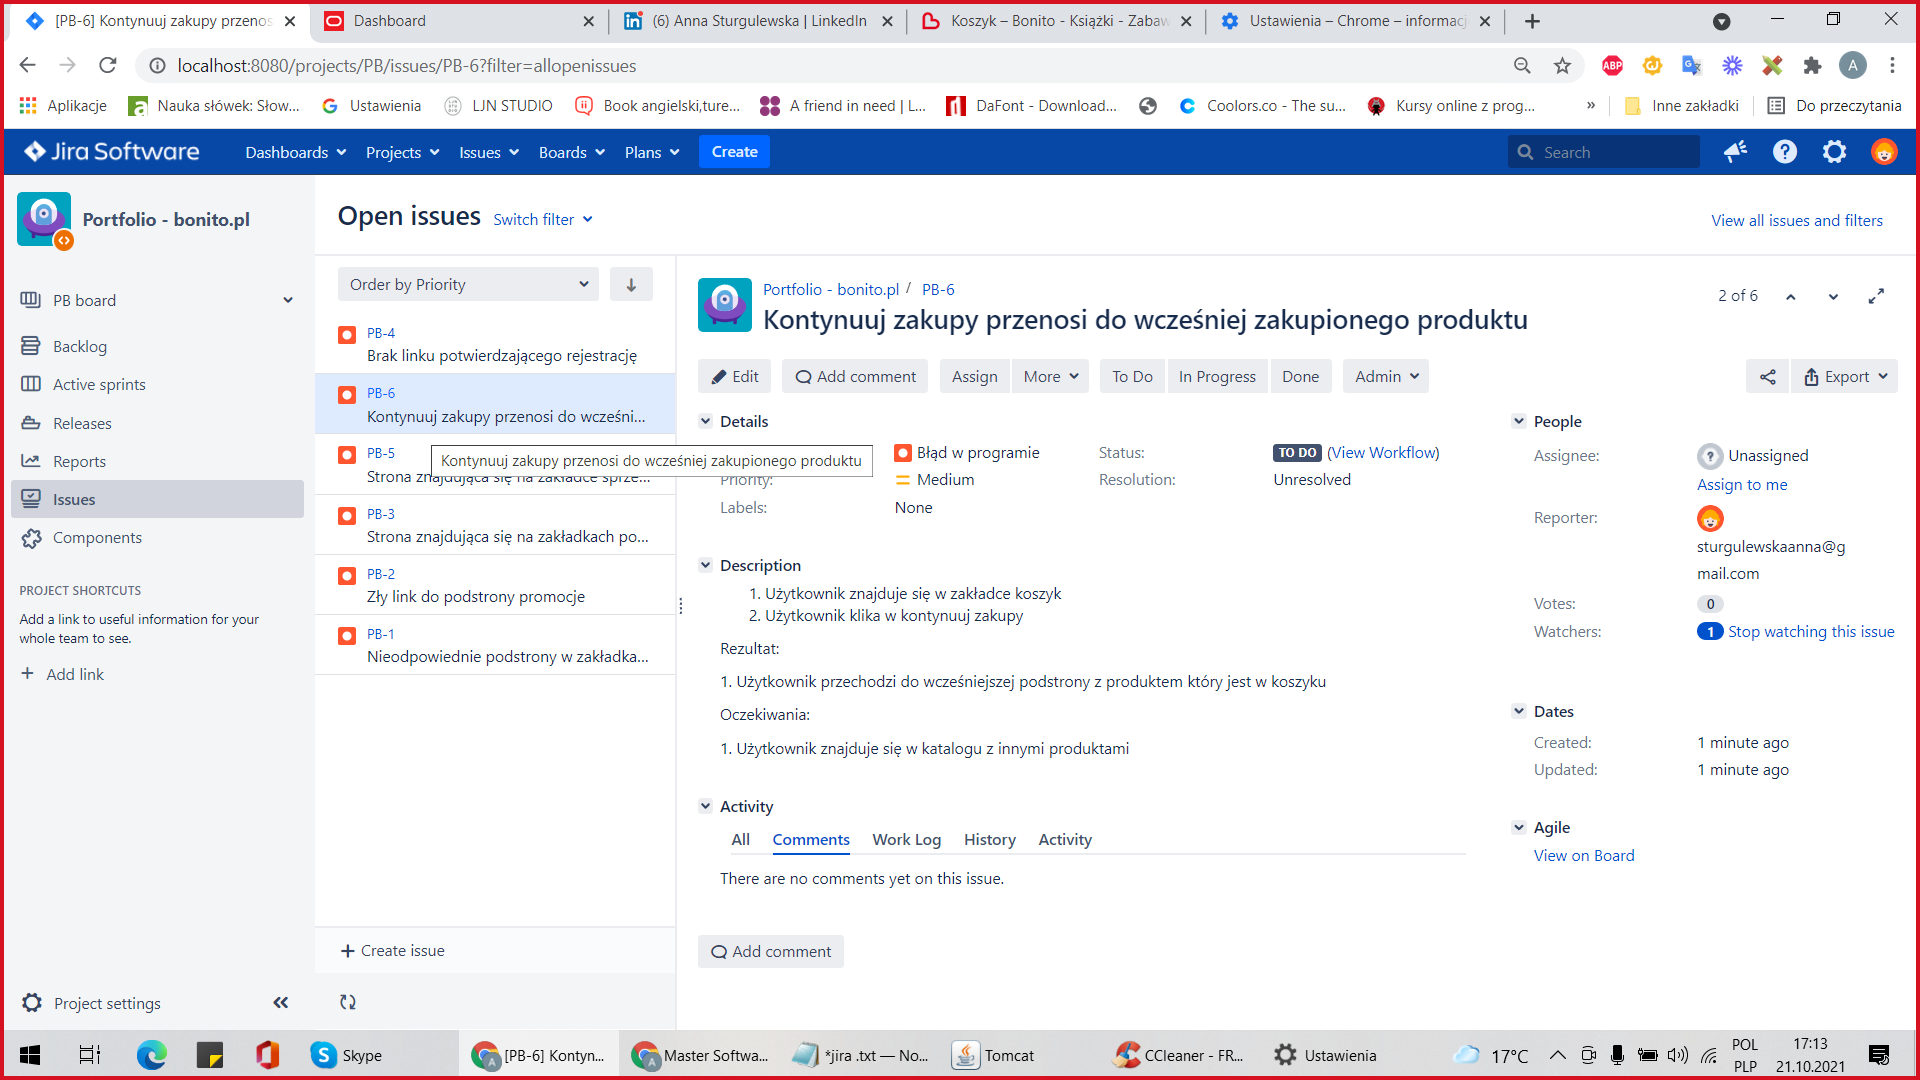 [PB-6] Kontynuuj zakupy przenos
Dashboard
(6) Anna Sturgulewska | LinkedIn
Koszyk – Bonito - Książki - Zabaw
Ustawienia – Chrome – informacj
localhost:8080/projects/PB/issues/PB-6?filter=allopenissues
ABP
A
Aplikacje
Nauka słówek: Słow...
Ustawienia
LJN STUDIO
Book angielski,ture...
A friend in need | L...
DaFont - Download...
Coolors.co - The su...
Kursy online z prog...
»
Inne zakładki
Do przeczytania
Jira Software
Dashboards
Projects
Issues
Boards
Plans
Create
Search
Portfolio - bonito.pl
PB board
Backlog
Active sprints
Releases
Reports
Issues
Components
PROJECT SHORTCUTS
Add a link to useful information for your
whole team to see.
+ Add link
Project settings
Open issues
Switch filter
View all issues and filters
Order by Priority
PB-4
Brak linku potwierdzającego rejestrację
PB-6
Kontynuuj zakupy przenosi do wcześni...
PB-5
Strona znajdująca się na zakładce sprze...
Kontynuuj zakupy przenosi do wcześniej zakupionego produktu
PB-3
Strona znajdująca się na zakładkach po...
PB-2
Zły link do podstrony promocje
PB-1
Nieodpowiednie podstrony w zakładka...
+ Create issue
Portfolio - bonito.pl / PB-6
Kontynuuj zakupy przenosi do wcześniej zakupionego produktu
2 of 6
Edit
Add comment
Assign
More
To Do
In Progress
Done
Admin
Export
Details
Błąd w programie
Status:
TO DO (View Workflow)
Priority:
Medium
Resolution:
Unresolved
Labels:
None
Description
1. Użytkownik znajduje się w zakładce koszyk
2. Użytkownik klika w kontynuuj zakupy
Rezultat:
1. Użytkownik przechodzi do wcześniejszej podstrony z produktem który jest w koszyku
Oczekiwania:
1. Użytkownik znajduje się w katalogu z innymi produktami
Activity
All
Comments
Work Log
History
Activity
There are no comments yet on this issue.
Add comment
People
Assignee:
Unassigned
Assign to me
Reporter:
sturgulewskaanna@g
mail.com
Votes:
0
Watchers:
1 Stop watching this issue
Dates
Created:
1 minute ago
Updated:
1 minute ago
Agile
View on Board
Skype
[PB-6] Kontyn...
Master Softwa...
*jira .txt — No...
Tomcat
CCleaner - FR...
Ustawienia
17°C
POL
PLP
17:13
21.10.2021